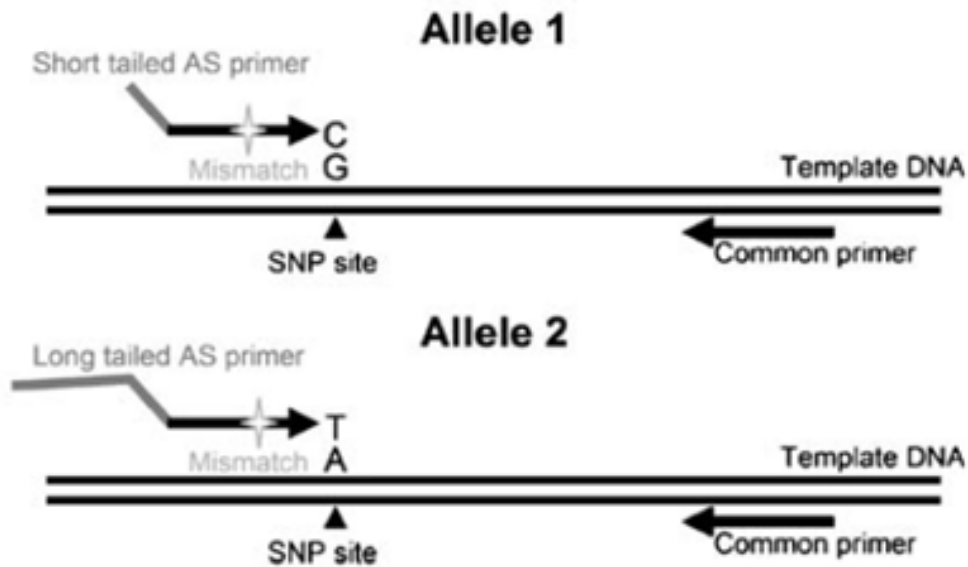 Allele 1
Short tailed AS primer
C
Mismatch G
Template DNA
SNP site
Common primer
Allele 2
Long tailed AS primer
T
Mismatch A
Template DNA
SNP site
Common primer